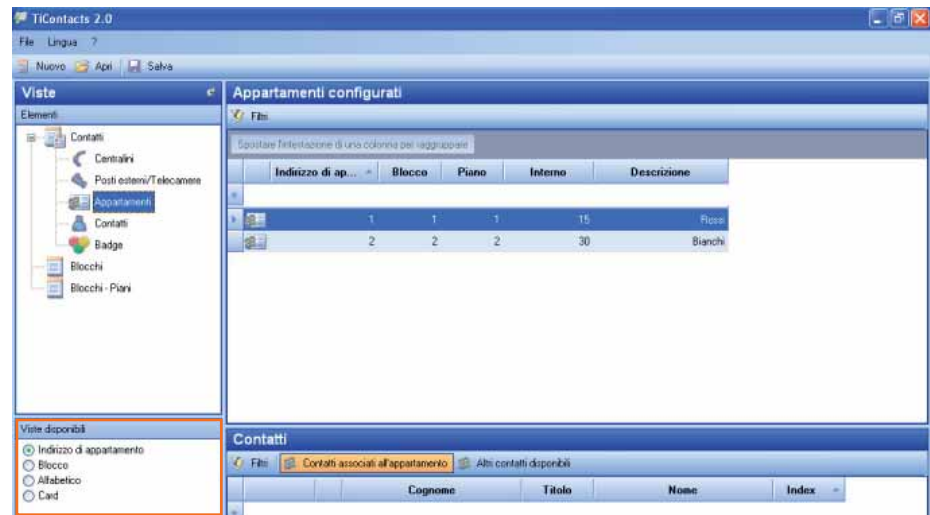 TiContacts 2.0
File Lingua ?
Nuovo Apri Salva
Viste
Elementi
Contatti
Centralini
Posti esterni/Telecamere
Appartamenti
Contatti
Badge
Blocchi
Blocchi - Piani
Viste disponibili
Indirizzo di appartamento
Blocco
Alfabetico
Card
Appartamenti configurati
Filtri
Spostare l'intestazione di una colonna per raggruppare
Indirizzo di ap... Blocco Piano Interno Descrizione
1 1 1 15 Rossi
2 2 2 30 Bianchi
Contatti
Filtri Contatti associati all'appartamento Altri contatti disponibili
Cognome Titolo Nome Index